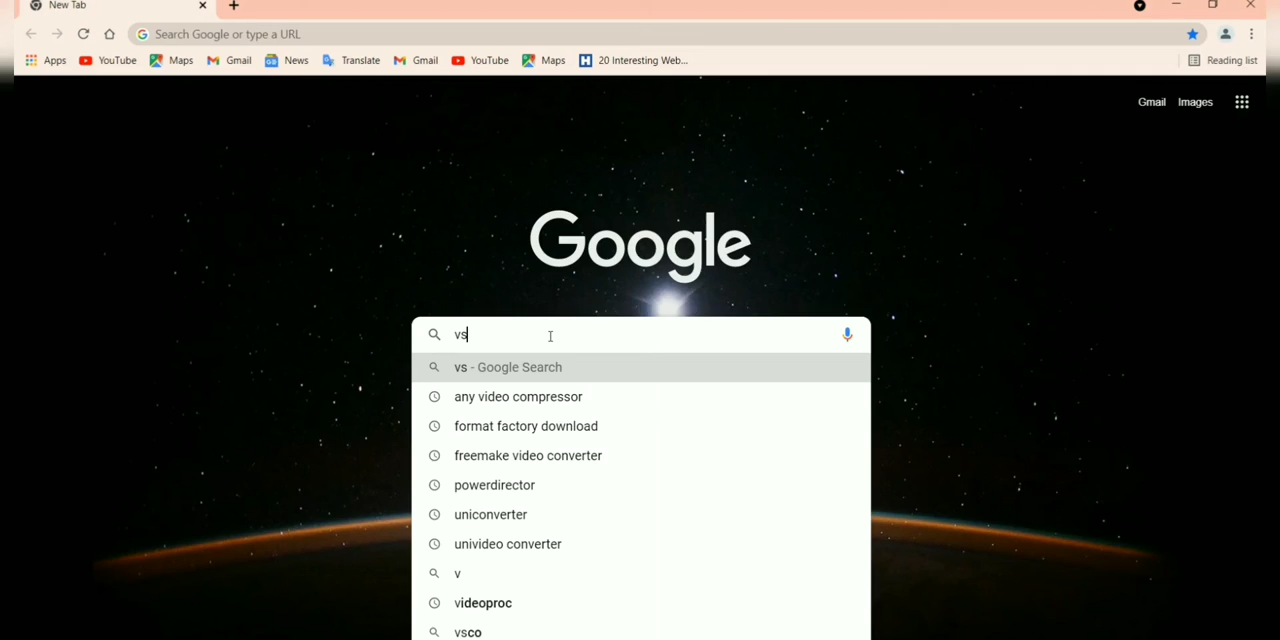 New Tab
Search Google or type a URL
Apps YouTube Maps Gmail News Translate Gmail YouTube Maps 20 Interesting Web... Reading list
Gmail Images
Google
vs
vs - Google Search
any video compressor
format factory download
freemake video converter
powerdirector
uniconverter
univideo converter
v
videoproc
vsco